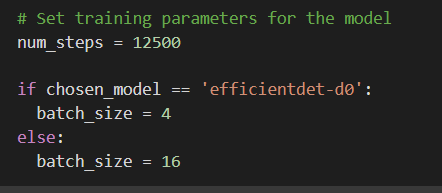 # Set training parameters for the model
num_steps = 12500

if chosen_model == 'efficientdet-d0':
  batch_size = 4
else:
  batch_size = 16